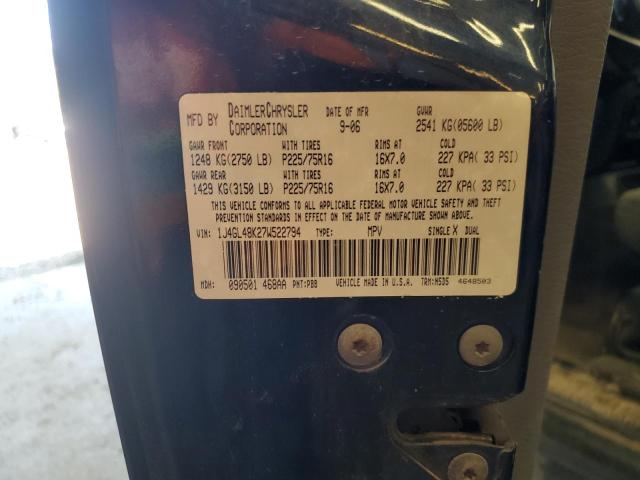 MFD BY DAIMLERCHRYSLER CORPORATION DATE OF MFR 9-06 GVWR 2541 KG(05600 LB)
GAWR FRONT WITH TIRES RIMS AT COLD
1248 KG(2750 LB) P225/75R16 16X7.0 227 KPA( 33 PSI)
GAWR REAR WITH TIRES RIMS AT COLD
1429 KG(3150 LB) P225/75R16 16X7.0 227 KPA( 33 PSI)
THIS VEHICLE CONFORMS TO ALL APPLICABLE FEDERAL MOTOR VEHICLE SAFETY AND THEFT
PREVENTION STANDARDS IN EFFECT ON THE DATE OF MANUFACTURE SHOWN ABOVE.
VIN: 1J4GL48K27W522794 TYPE: MPV SINGLE X DUAL
MDH: 090501 468AA PNT:PBB VEHICLE MADE IN U.S.A. TRM:N5D5 4648503